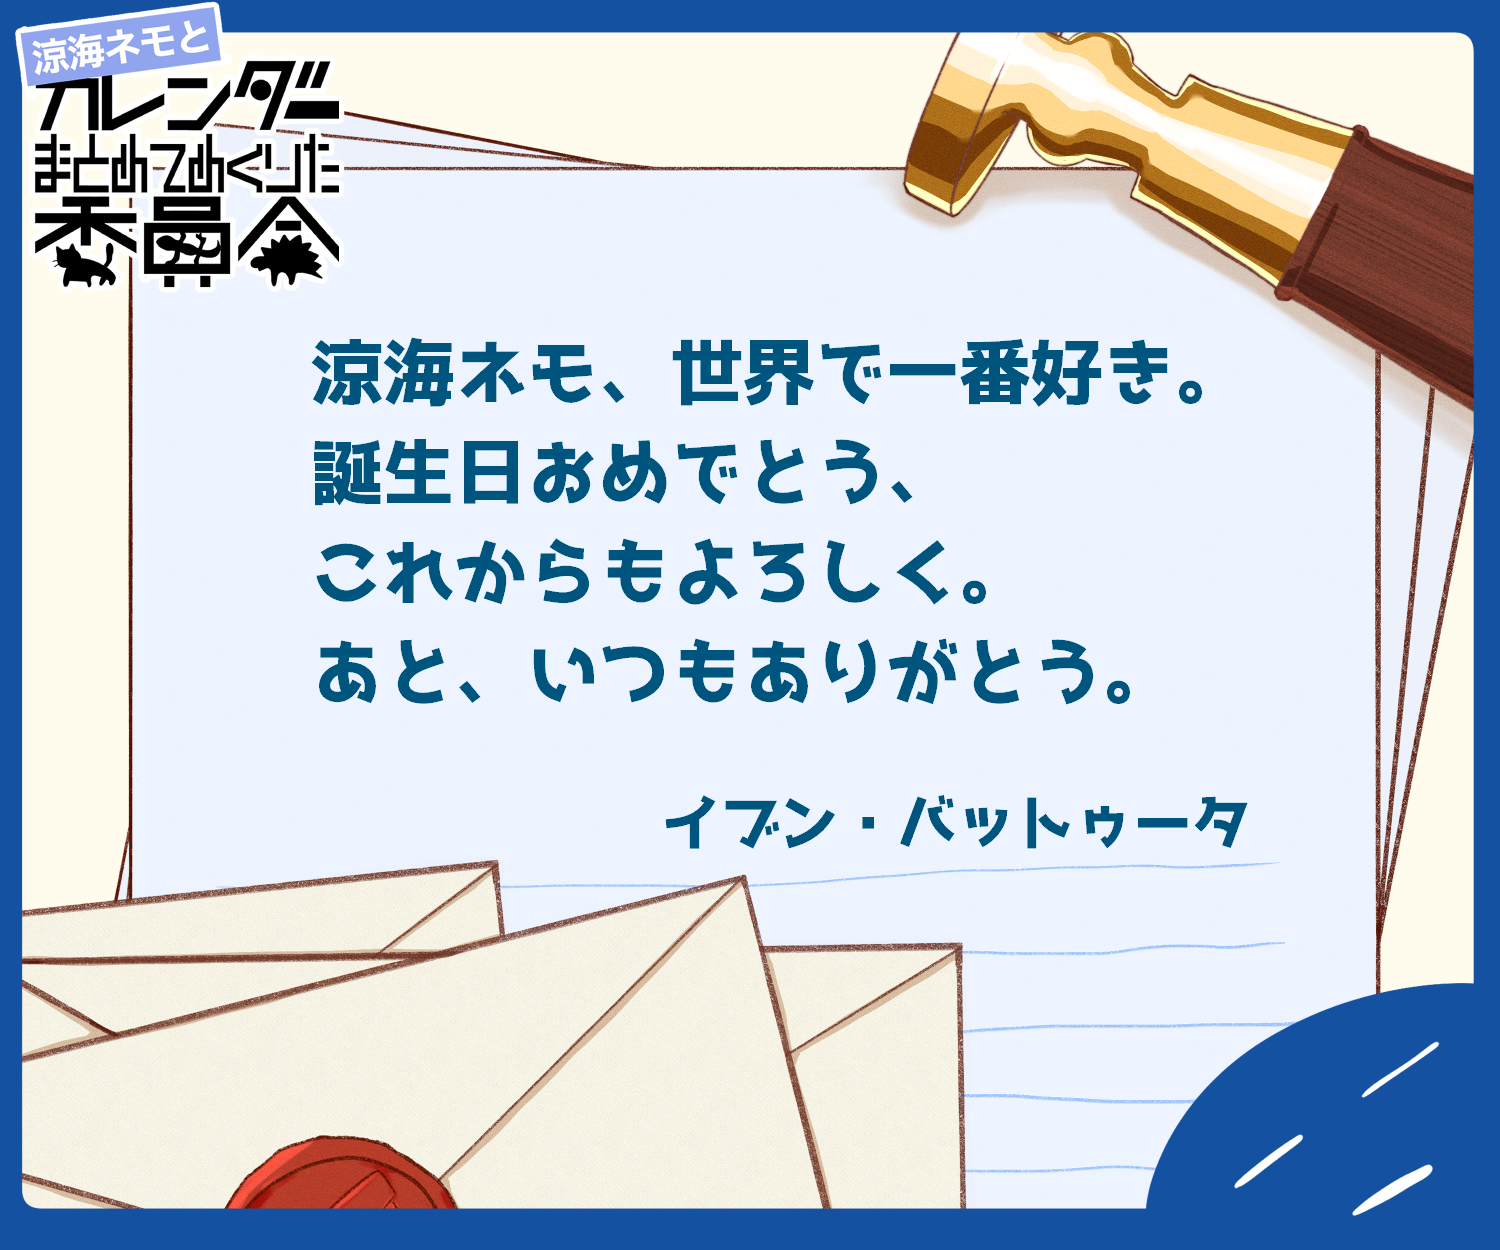 涼海ネモと
カレンダー
まとめてめくった
委員会
涼海ネモ、世界で一番好き。
誕生日おめでとう、
これからもよろしく。
あと、いつもありがとう。
イブン・バットゥータ